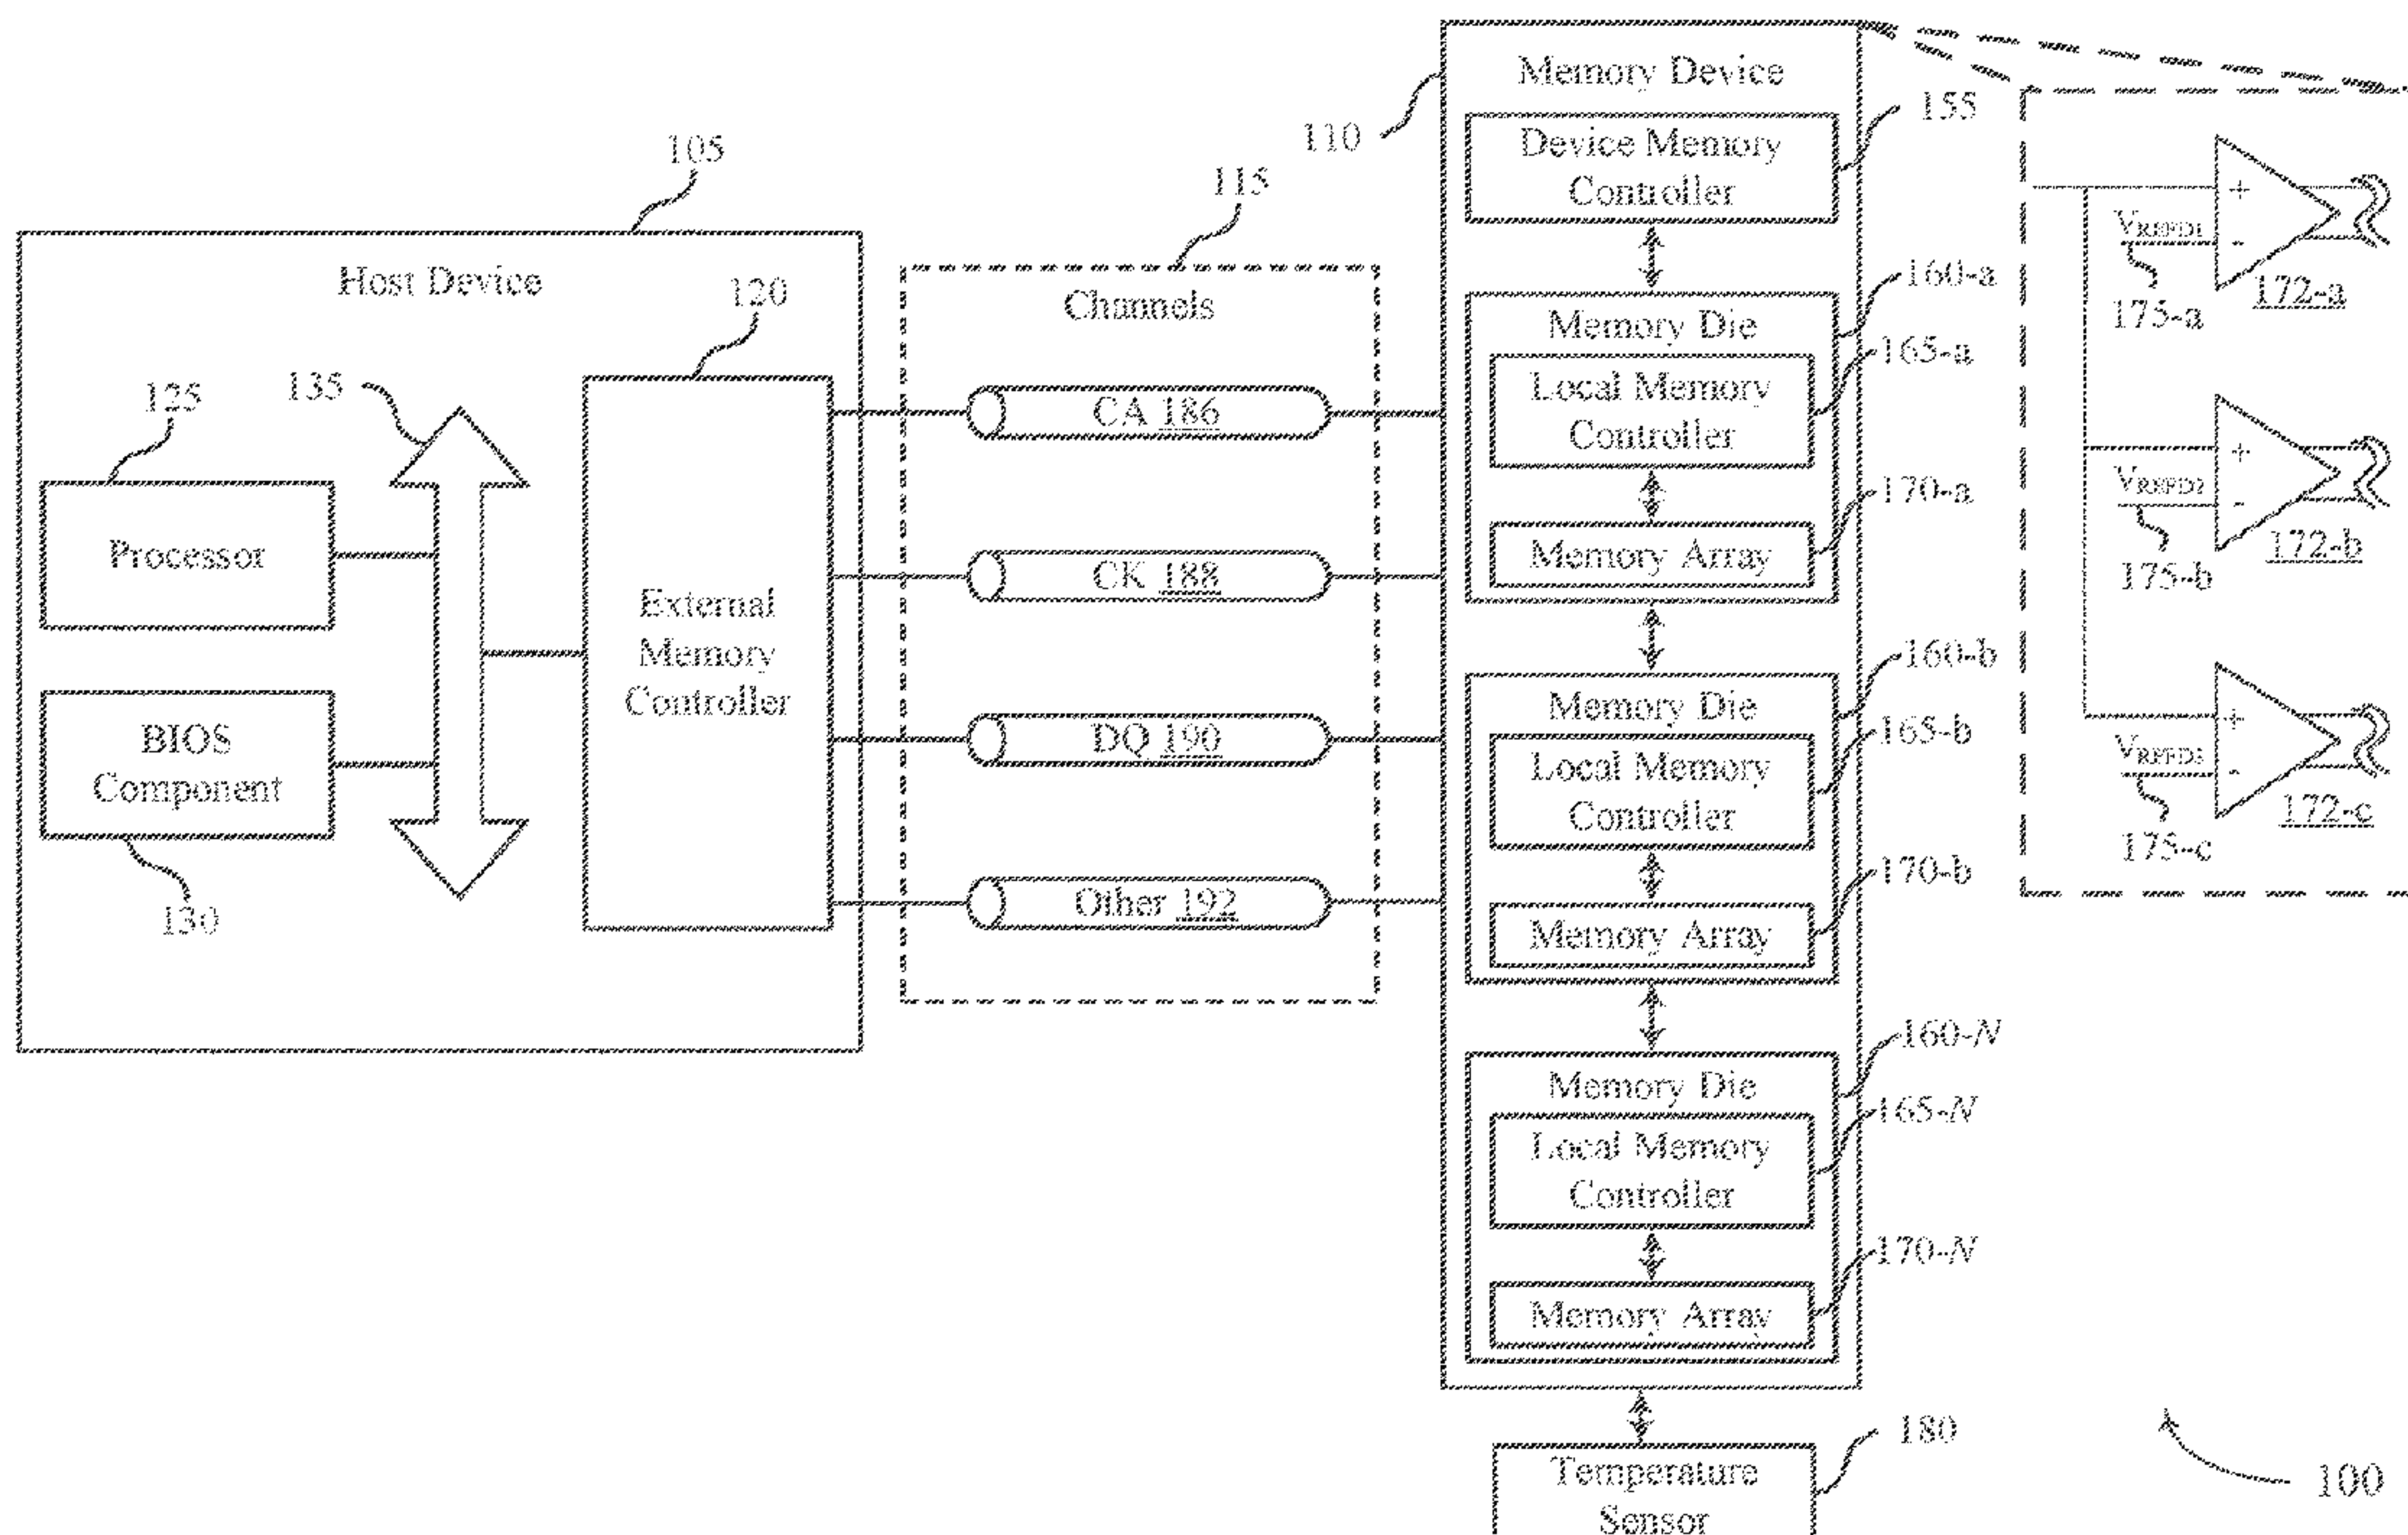 105
Host Device
120
125
135
Processor
BIOS
Component
130
External
Memory
Controller
115
Channels
CA 186
CK 188
DQ 190
Other 192
110
Memory Device
155
Device Memory
Controller
160-a
Memory Die
165-a
Local Memory
Controller
170-a
Memory Array
160-b
Memory Die
165-b
Local Memory
Controller
170-b
Memory Array
160-N
Memory Die
165-N
Local Memory
Controller
170-N
Memory Array
180
Temperature
Sensor
+
VREFD1
-
172-a
175-a
+
VREFD2
-
172-b
175-b
+
VREFD3
-
172-c
175-c
100